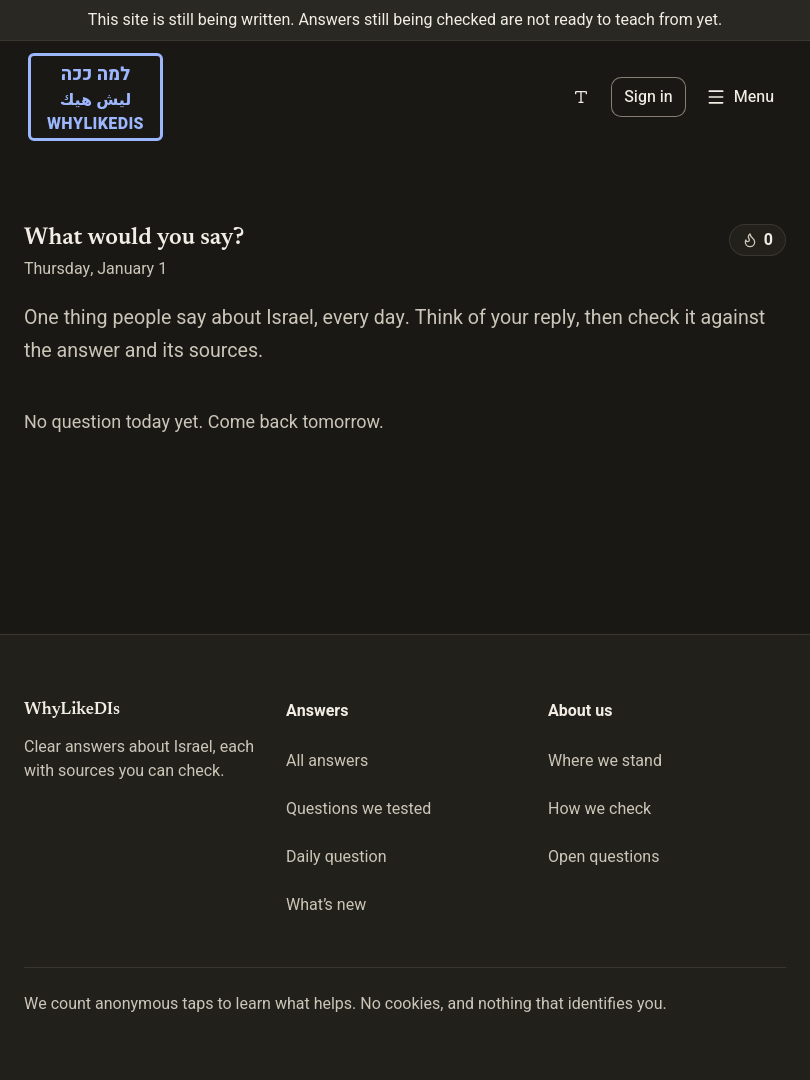 This site is still being written. Answers still being checked are not ready to teach from yet.
למה ככה
ليش هيك
WHYLIKEDIS
Sign in
Menu
What would you say?
0
Thursday, January 1
One thing people say about Israel, every day. Think of your reply, then check it against
the answer and its sources.
No question today yet. Come back tomorrow.
WhyLikeDIs
Clear answers about Israel, each
with sources you can check.
Answers
All answers
Questions we tested
Daily question
What's new
About us
Where we stand
How we check
Open questions
We count anonymous taps to learn what helps. No cookies, and nothing that identifies you.